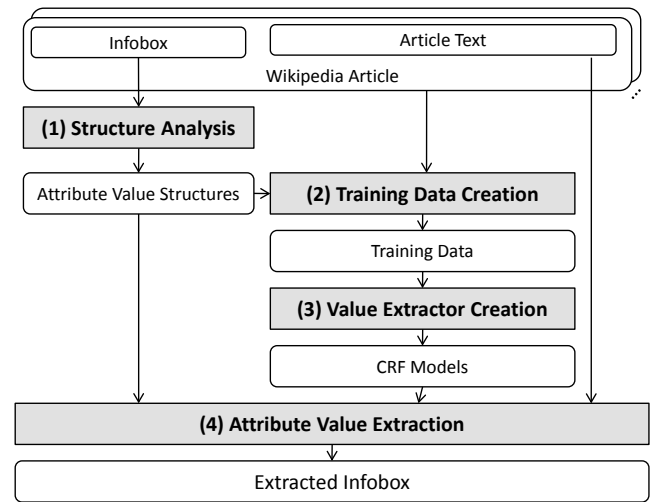 Infobox
Article Text
Wikipedia Article
...
(1) Structure Analysis
Attribute Value Structures
(2) Training Data Creation
Training Data
(3) Value Extractor Creation
CRF Models
(4) Attribute Value Extraction
Extracted Infobox